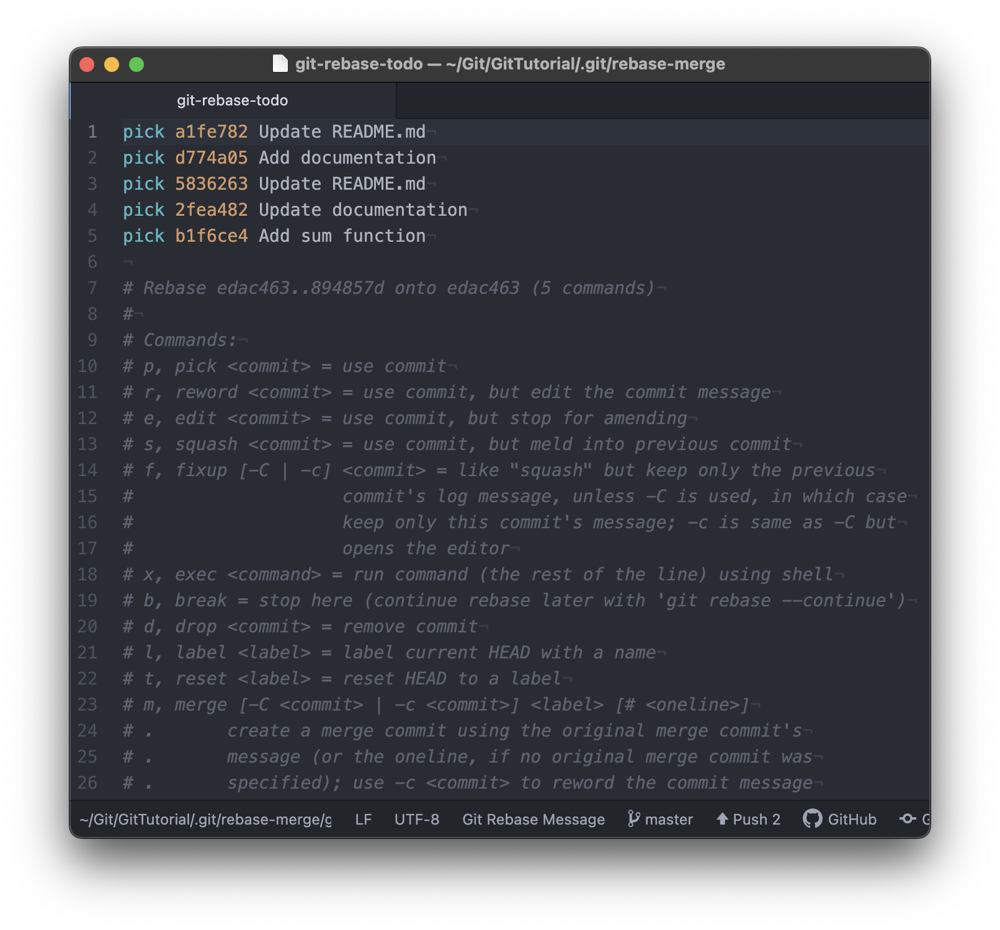 git-rebase-todo — ~/Git/GitTutorial/.git/rebase-merge
git-rebase-todo
1 pick a1fe782 Update README.md¬
2 pick d774a05 Add documentation¬
3 pick 5836263 Update README.md¬
4 pick 2fea482 Update documentation¬
5 pick b1f6ce4 Add sum function¬
6 ¬
7 # Rebase edac463..894857d onto edac463 (5 commands)¬
8 #¬
9 # Commands:¬
10 # p, pick <commit> = use commit¬
11 # r, reword <commit> = use commit, but edit the commit message¬
12 # e, edit <commit> = use commit, but stop for amending¬
13 # s, squash <commit> = use commit, but meld into previous commit¬
14 # f, fixup [-C | -c] <commit> = like "squash" but keep only the previous¬
15 #                    commit's log message, unless -C is used, in which case¬
16 #                    keep only this commit's message; -c is same as -C but¬
17 #                    opens the editor¬
18 # x, exec <command> = run command (the rest of the line) using shell¬
19 # b, break = stop here (continue rebase later with 'git rebase --continue')¬
20 # d, drop <commit> = remove commit¬
21 # l, label <label> = label current HEAD with a name¬
22 # t, reset <label> = reset HEAD to a label¬
23 # m, merge [-C <commit> | -c <commit>] <label> [# <oneline>]¬
24 # .       create a merge commit using the original merge commit's¬
25 # .       message (or the oneline, if no original merge commit was¬
26 # .       specified); use -c <commit> to reword the commit message¬
~/Git/GitTutorial/.git/rebase-merge/g LF UTF-8 Git Rebase Message master Push 2 GitHub